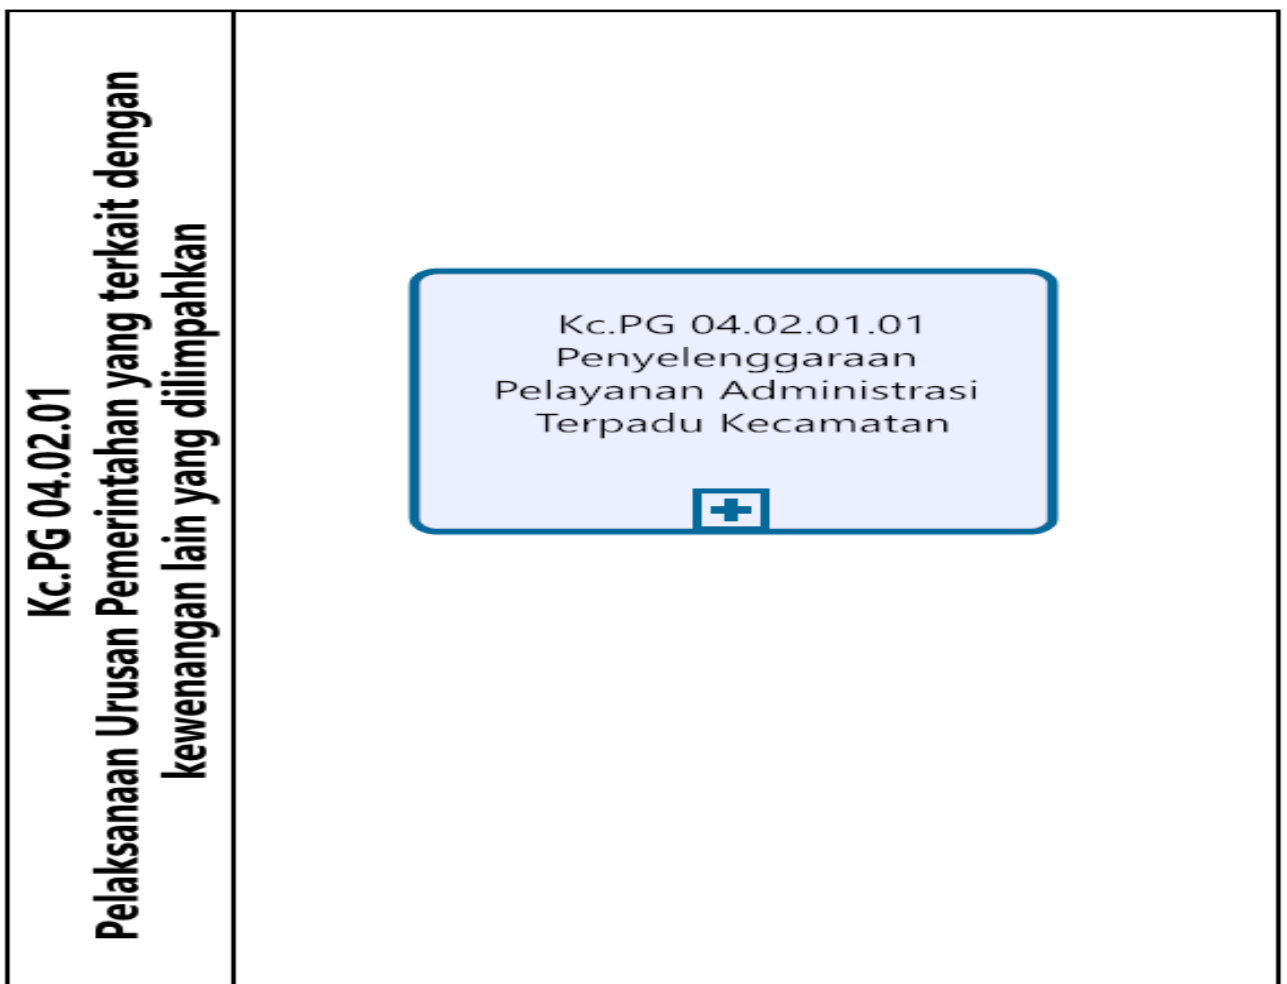 Kc.PG 04.02.01
Pelaksanaan Urusan Pemerintahan yang terkait dengan
kewenangan lain yang dilimpahkan
Kc.PG 04.02.01.01
Penyelenggaraan
Pelayanan Administrasi
Terpadu Kecamatan